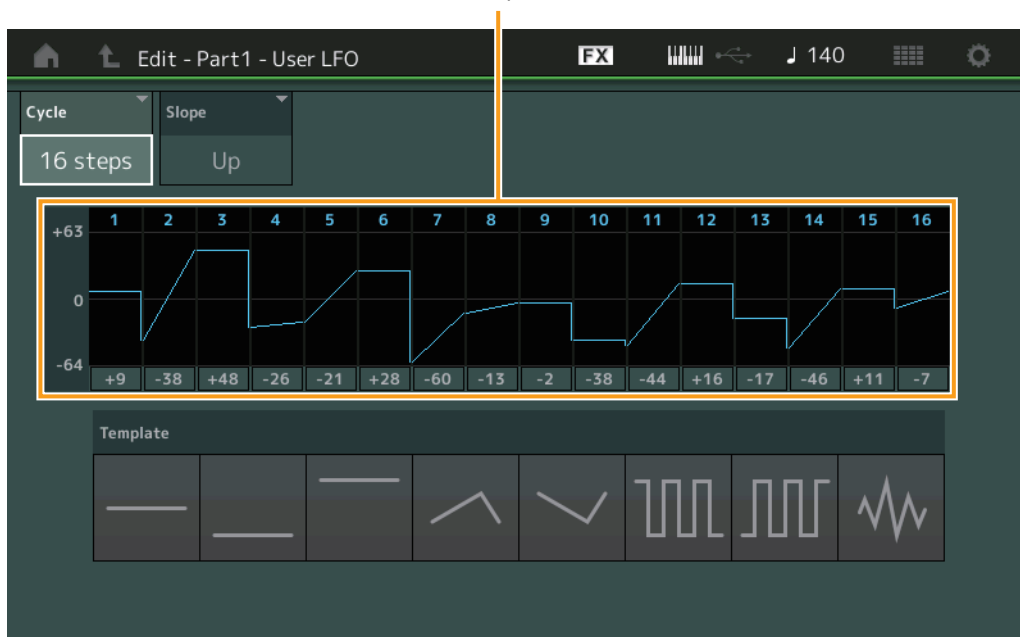 Edit - Part1 - User LFO FX ♩ 140
Cycle Slope
16 steps Up
1 2 3 4 5 6 7 8 9 10 11 12 13 14 15 16
+63
0
-64
+9 -38 +48 -26 -21 +28 -60 -13 -2 -38 -44 +16 -17 -46 +11 -7
Template